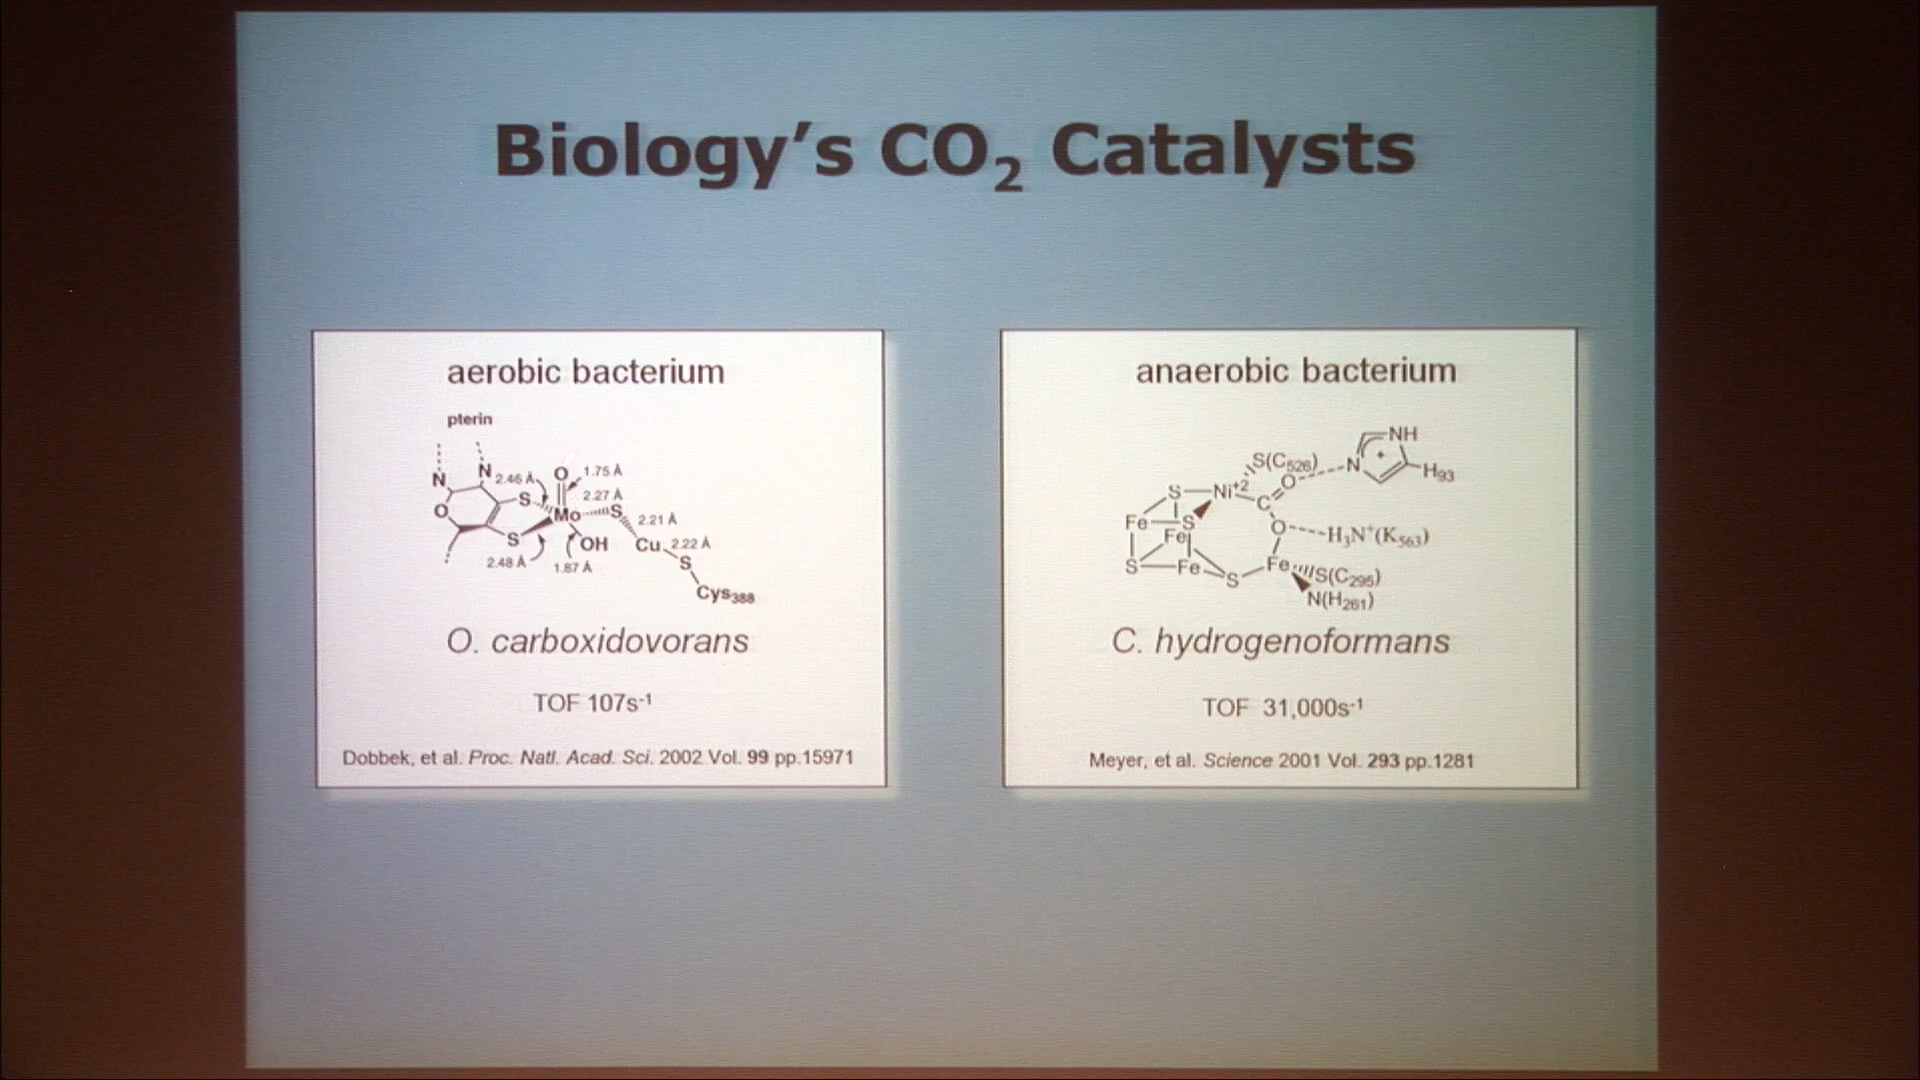 Biology's CO₂ Catalysts
aerobic bacterium
pterin
N N 2.46 Å O 1.75 Å
S 2.27 Å
O Mo S 2.21 Å
S OH Cu 2.22 Å
2.48 Å 1.87 Å S
Cys₃₈₈
O. carboxidovorans
TOF 107s⁻¹
Dobbek, et al. Proc. Natl. Acad. Sci. 2002 Vol. 99 pp.15971
anaerobic bacterium
NH
S(C₅₂₆) N + H₉₃
S Ni⁺² C O
Fe S O H₃N⁺(K₅₆₃)
Fe
S Fe S Fe S(C₂₉₅)
N(H₂₆₁)
C. hydrogenoformans
TOF 31,000s⁻¹
Meyer, et al. Science 2001 Vol. 293 pp.1281